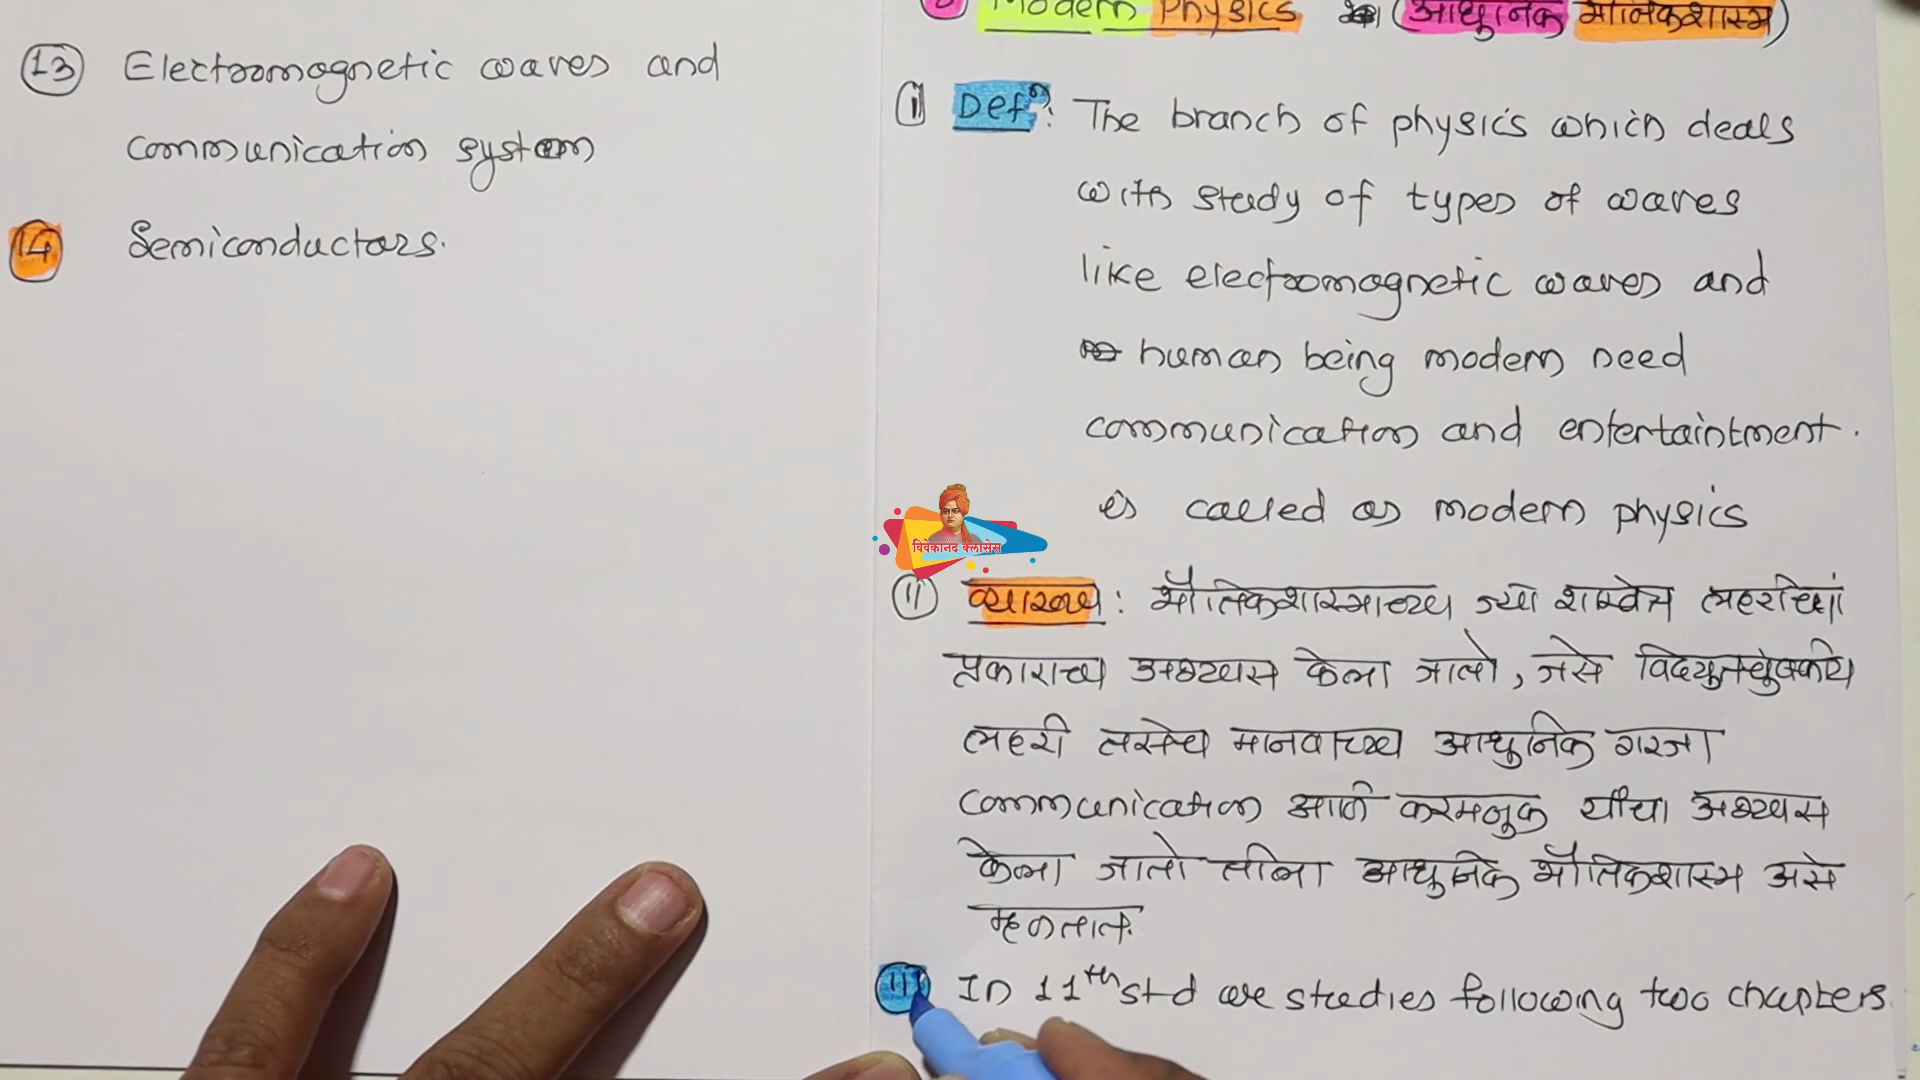 13 Electromagnetic waves and
communication system
14 Semiconductors.
Modern Physics (आधुनिक भौतिकशास्त्र)
i Defn: The branch of physics which deals
with study of types of waves
like electromagnetic waves and
human being modern need
communication and entertaintment.
is called as modern physics
विवेकानंद क्लासेस
ii व्याख्या: भौतिकशास्त्राच्या ज्या शाखेत लहरींच्या
प्रकाराचा अभ्यास केला जातो, जसे विद्युतचुंबकीय
लहरी तसेच मानवाच्या आधुनिक गरजा
communication आणि करमणूक यांचा अभ्यास
केला जातो तीला आधुनिक भौतिकशास्त्र असे
म्हणतात.
iii In 11th std we studies following two chapters.